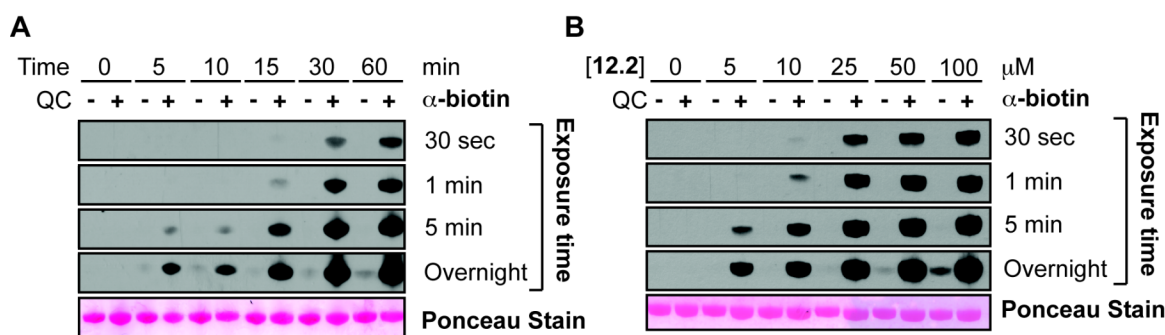 A
Time 0 5 10 15 30 60 min
QC - + - + - + - + - + - + α-biotin
30 sec
1 min
5 min
Overnight
Exposure time
Ponceau Stain
B
[12.2] 0 5 10 25 50 100 μM
QC - + - + - + - + - + - + α-biotin
30 sec
1 min
5 min
Overnight
Exposure time
Ponceau Stain